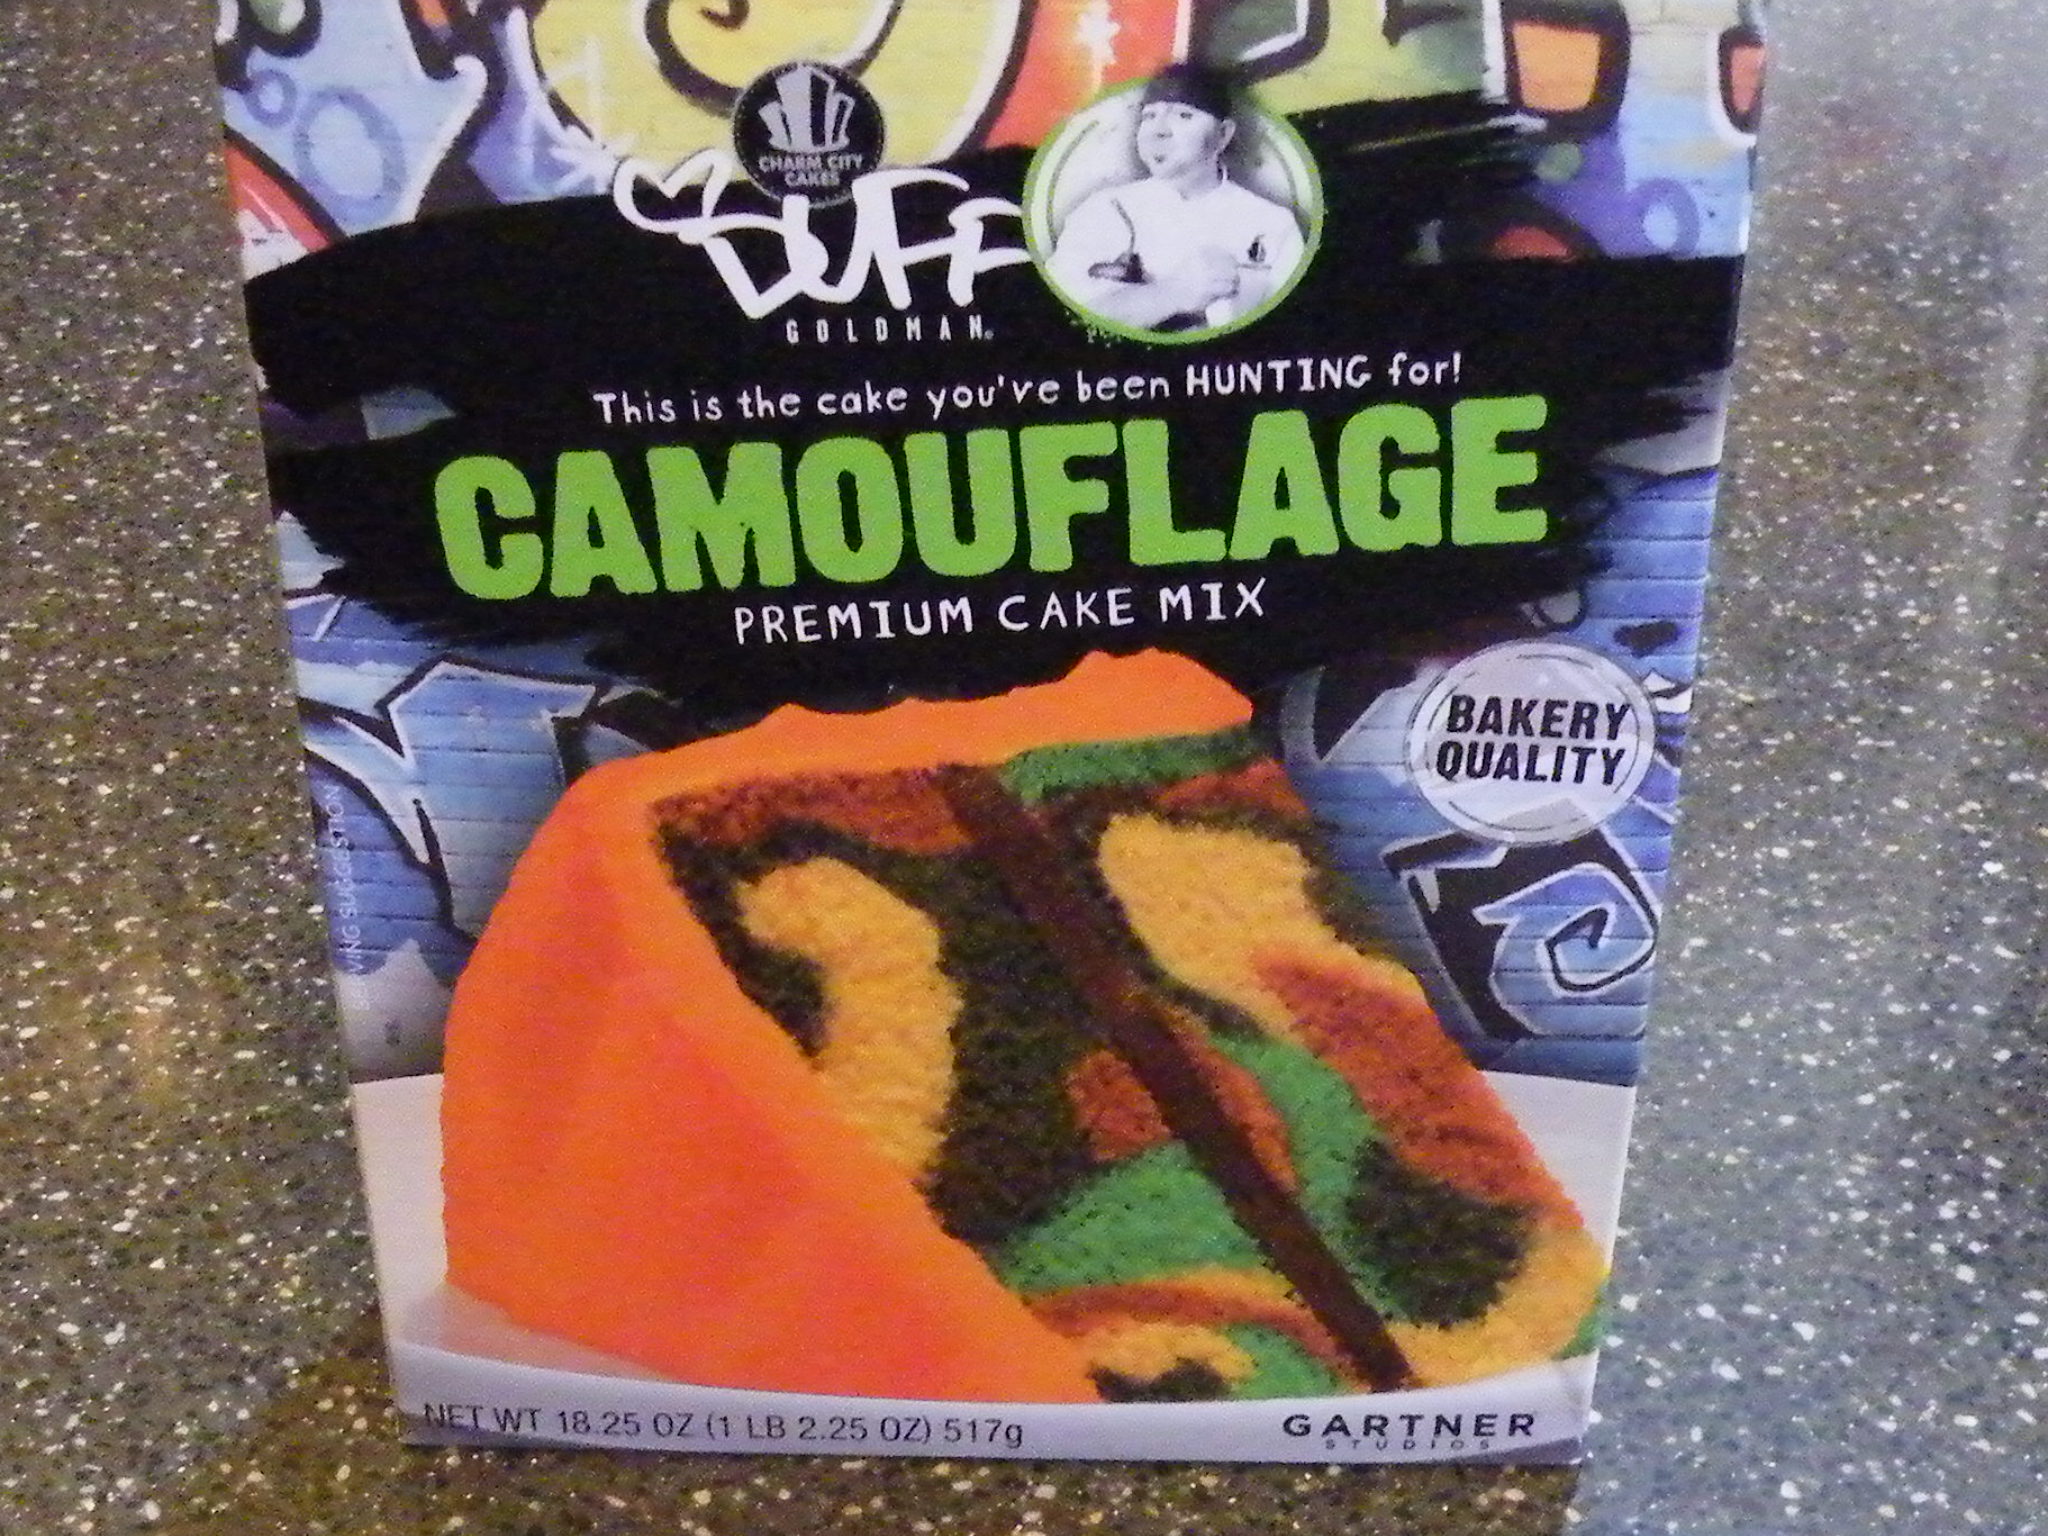 CHARM CITY
CAKES
DUFF
GOLDMAN®
This is the cake you've been HUNTING for!
CAMOUFLAGE
PREMIUM CAKE MIX
BAKERY
QUALITY
SERVING SUGGESTION
NET WT 18.25 OZ (1 LB 2.25 OZ) 517g
GARTNER
STUDIOS